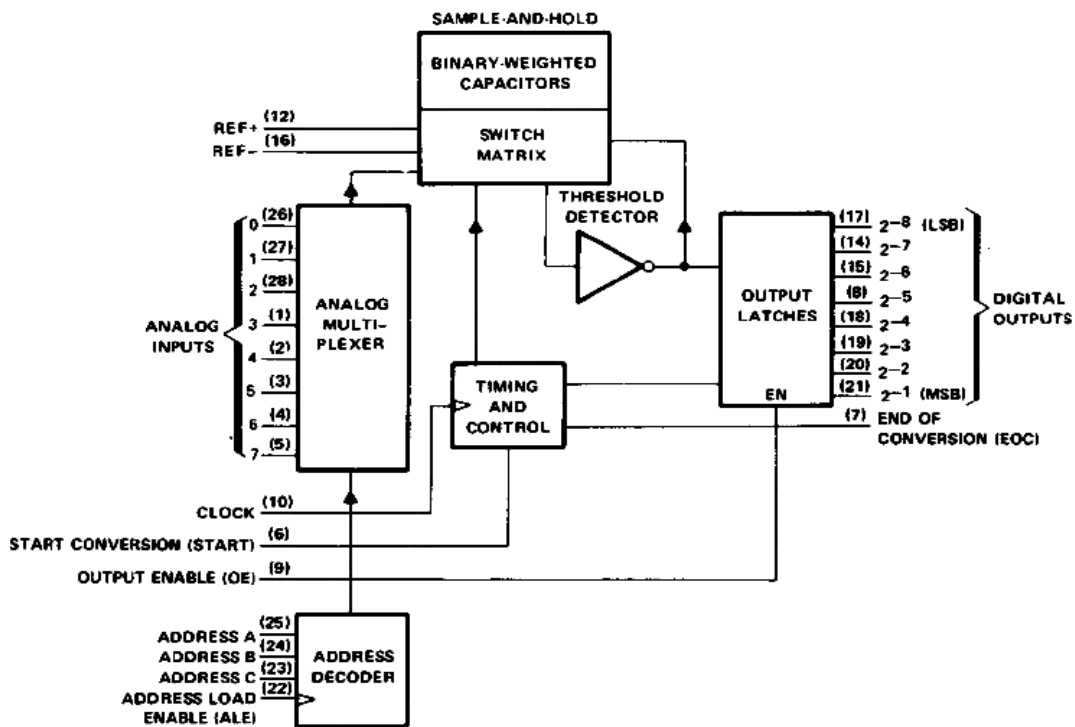 SAMPLE-AND-HOLD
BINARY-WEIGHTED
CAPACITORS
SWITCH
MATRIX
REF+ (12)
REF- (16)
THRESHOLD
DETECTOR
ANALOG
INPUTS
0 (26)
1 (27)
2 (28)
3 (1)
4 (2)
5 (3)
6 (4)
7 (5)
ANALOG
MULTI-
PLEXER
TIMING
AND
CONTROL
OUTPUT
LATCHES
EN
(17) 2-8 (LSB)
(14) 2-7
(15) 2-6
(8) 2-5
(18) 2-4
(19) 2-3
(20) 2-2
(21) 2-1 (MSB)
DIGITAL
OUTPUTS
(7) END OF
CONVERSION (EOC)
CLOCK (10)
START CONVERSION (START) (6)
OUTPUT ENABLE (OE) (9)
ADDRESS A (25)
ADDRESS B (24)
ADDRESS C (23)
ADDRESS LOAD (22)
ENABLE (ALE)
ADDRESS
DECODER